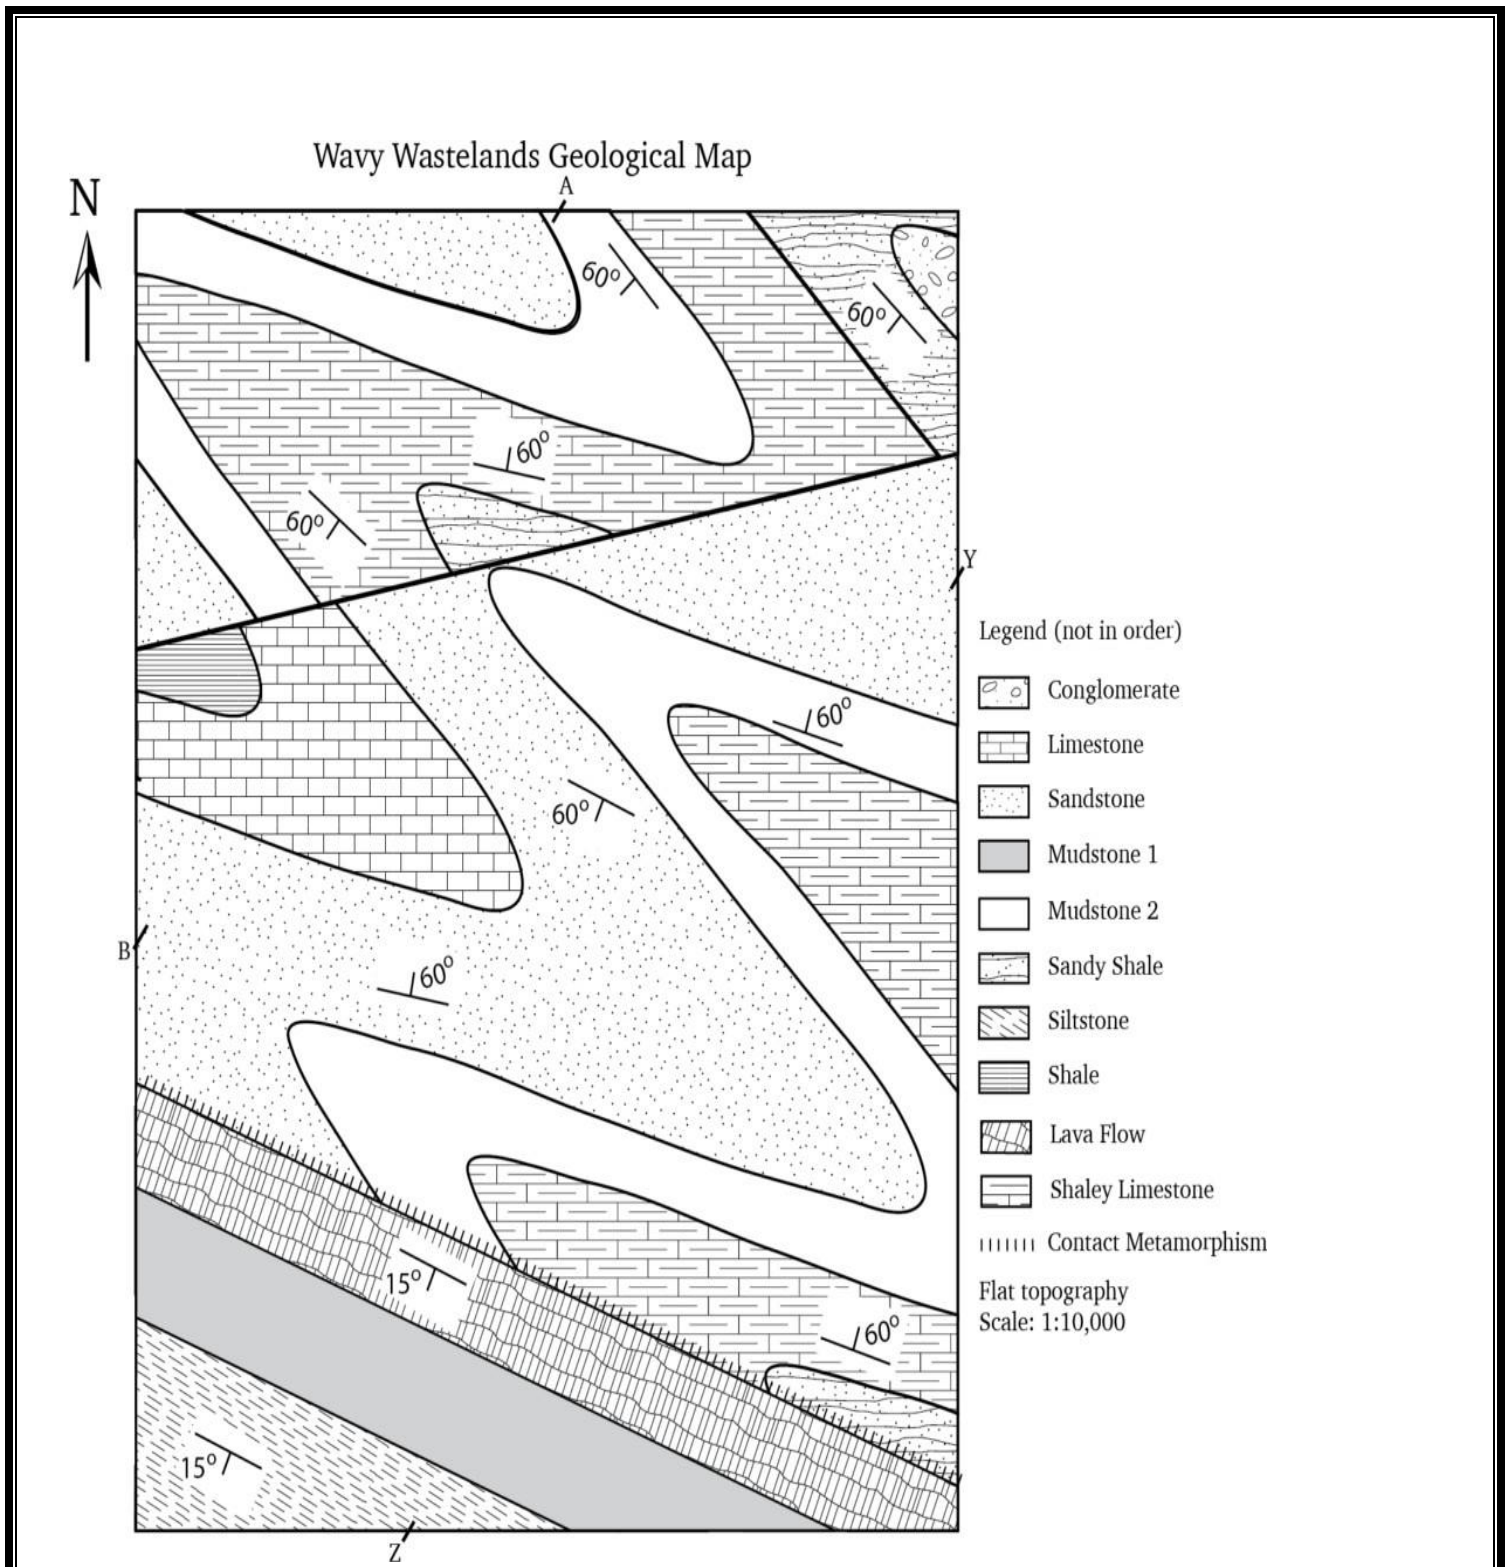 Wavy Wastelands Geological Map
N
A
60°
60°
60°
60°
Y
Legend (not in order)
Conglomerate
Limestone
60°
Sandstone
60°
Mudstone 1
Mudstone 2
B
60°
Sandy Shale
Siltstone
Shale
Lava Flow
Shaley Limestone
Contact Metamorphism
15°
Flat topography
Scale: 1:10,000
60°
15°
Z